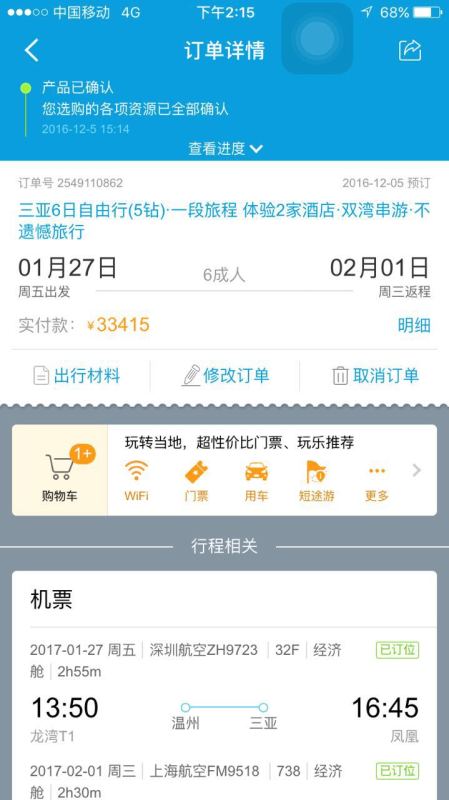 中国移动 4G 下午2:15 68%
订单详情
产品已确认
您选购的各项资源已全部确认
2016-12-5 15:14
查看进度
订单号 2549110862 2016-12-05 预订
三亚6日自由行(5钻)·一段旅程 体验2家酒店·双湾串游·不
遗憾旅行
01月27日 6成人 02月01日
周五出发 周三返程
实付款: ¥33415 明细
出行材料 修改订单 取消订单
1+
玩转当地，超性价比门票、玩乐推荐
购物车 WiFi 门票 用车 短途游 更多
行程相关
机票
2017-01-27 周五 深圳航空ZH9723 32F 经济 已订位
舱 2h55m
13:50 温州 三亚 16:45
龙湾T1 凤凰
2017-02-01 周三 上海航空FM9518 738 经济 已订位
舱 2h30m